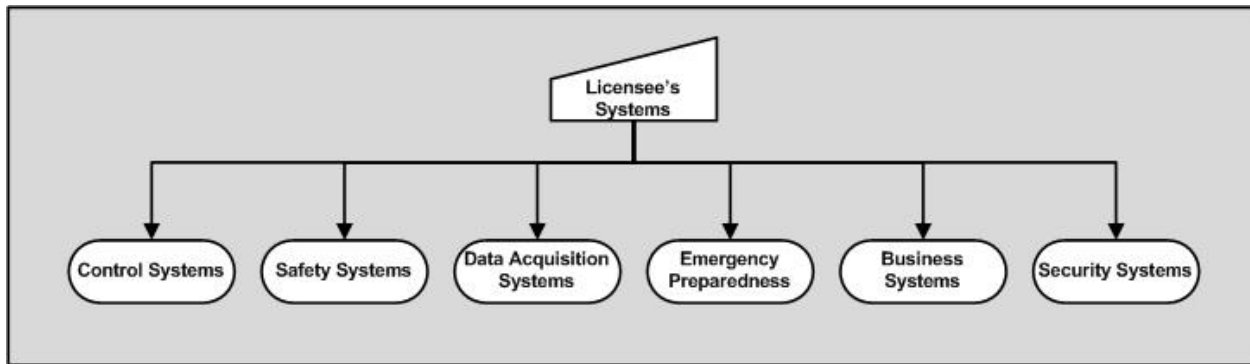 Licensee's
Systems
Control Systems
Safety Systems
Data Acquisition
Systems
Emergency
Preparedness
Business
Systems
Security Systems